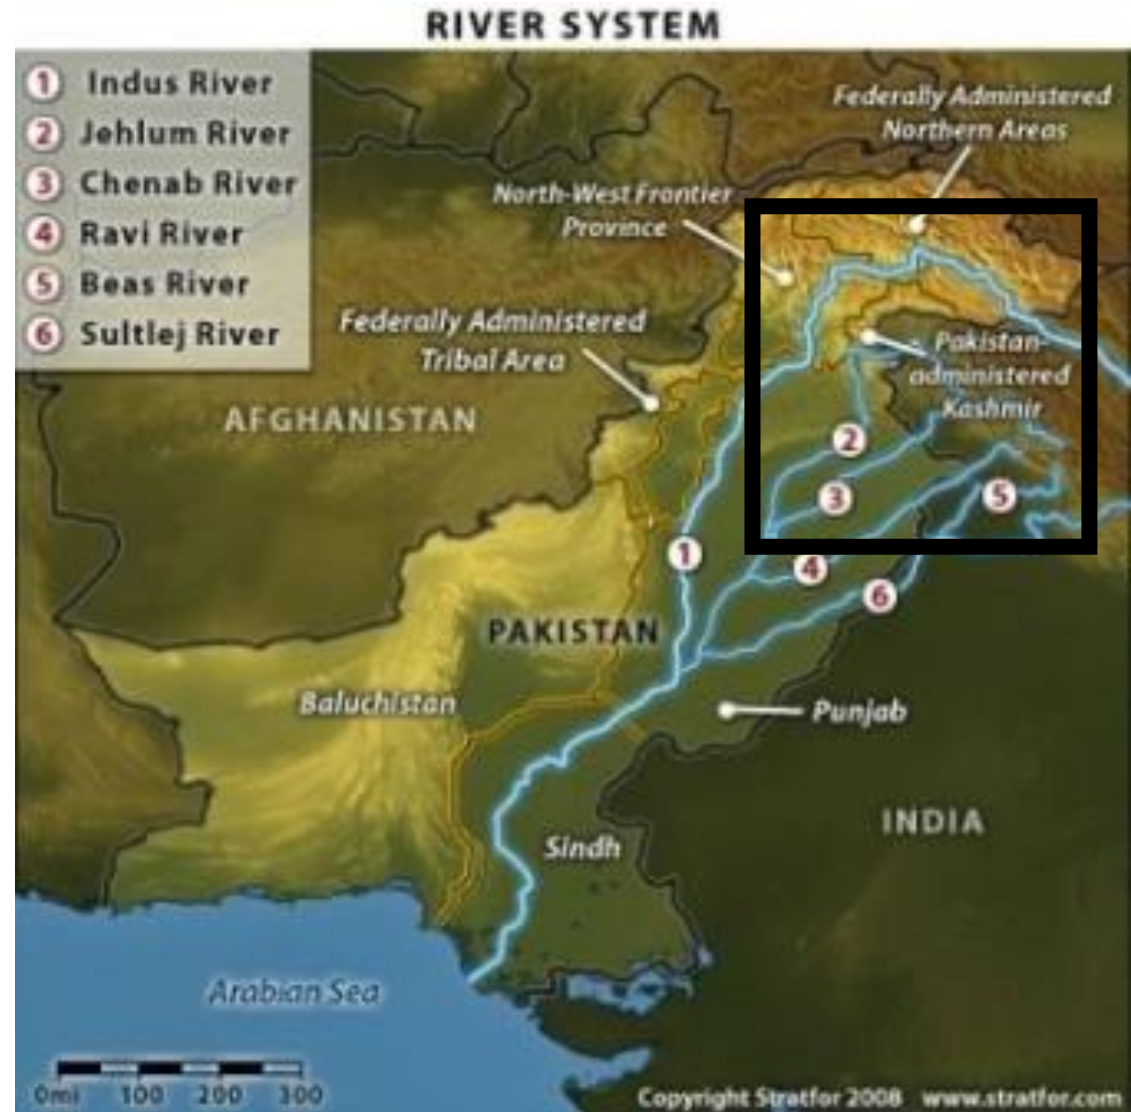 RIVER SYSTEM
1 Indus River
2 Jehlum River
3 Chenab River
4 Ravi River
5 Beas River
6 Sultlej River
Federally Administered
Northern Areas
North-West Frontier
Province
Federally Administered
Tribal Area
Pakistan-
administered
Kashmir
AFGHANISTAN
2
3
5
1
4
6
PAKISTAN
Baluchistan
Punjab
INDIA
Sindh
Arabian Sea
0mi 100 200 300
Copyright Stratfor 2008 www.stratfor.com